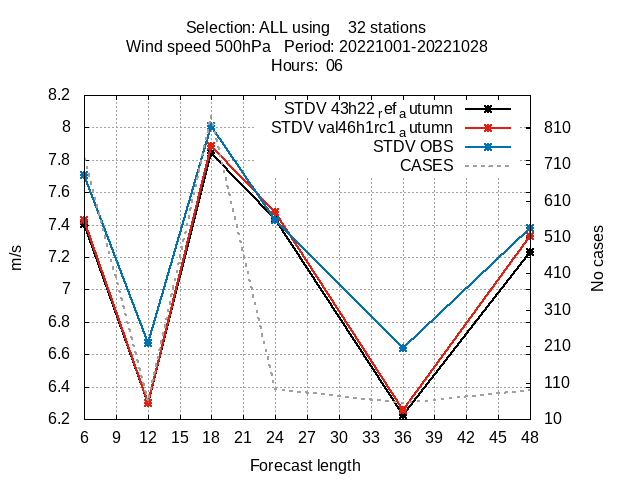 Selection: ALL using 32 stations
Wind speed 500hPa Period: 20221001-20221028
Hours: 06
STDV 43h22ref autumn
STDV val46h1rc1autumn
STDV OBS
CASES
8.2
8
7.8
7.6
7.4
7.2
7
6.8
6.6
6.4
6.2
m/s
810
710
610
510
410
310
210
110
10
No cases
6 9 12 15 18 21 24 27 30 33 36 39 42 45 48
Forecast length